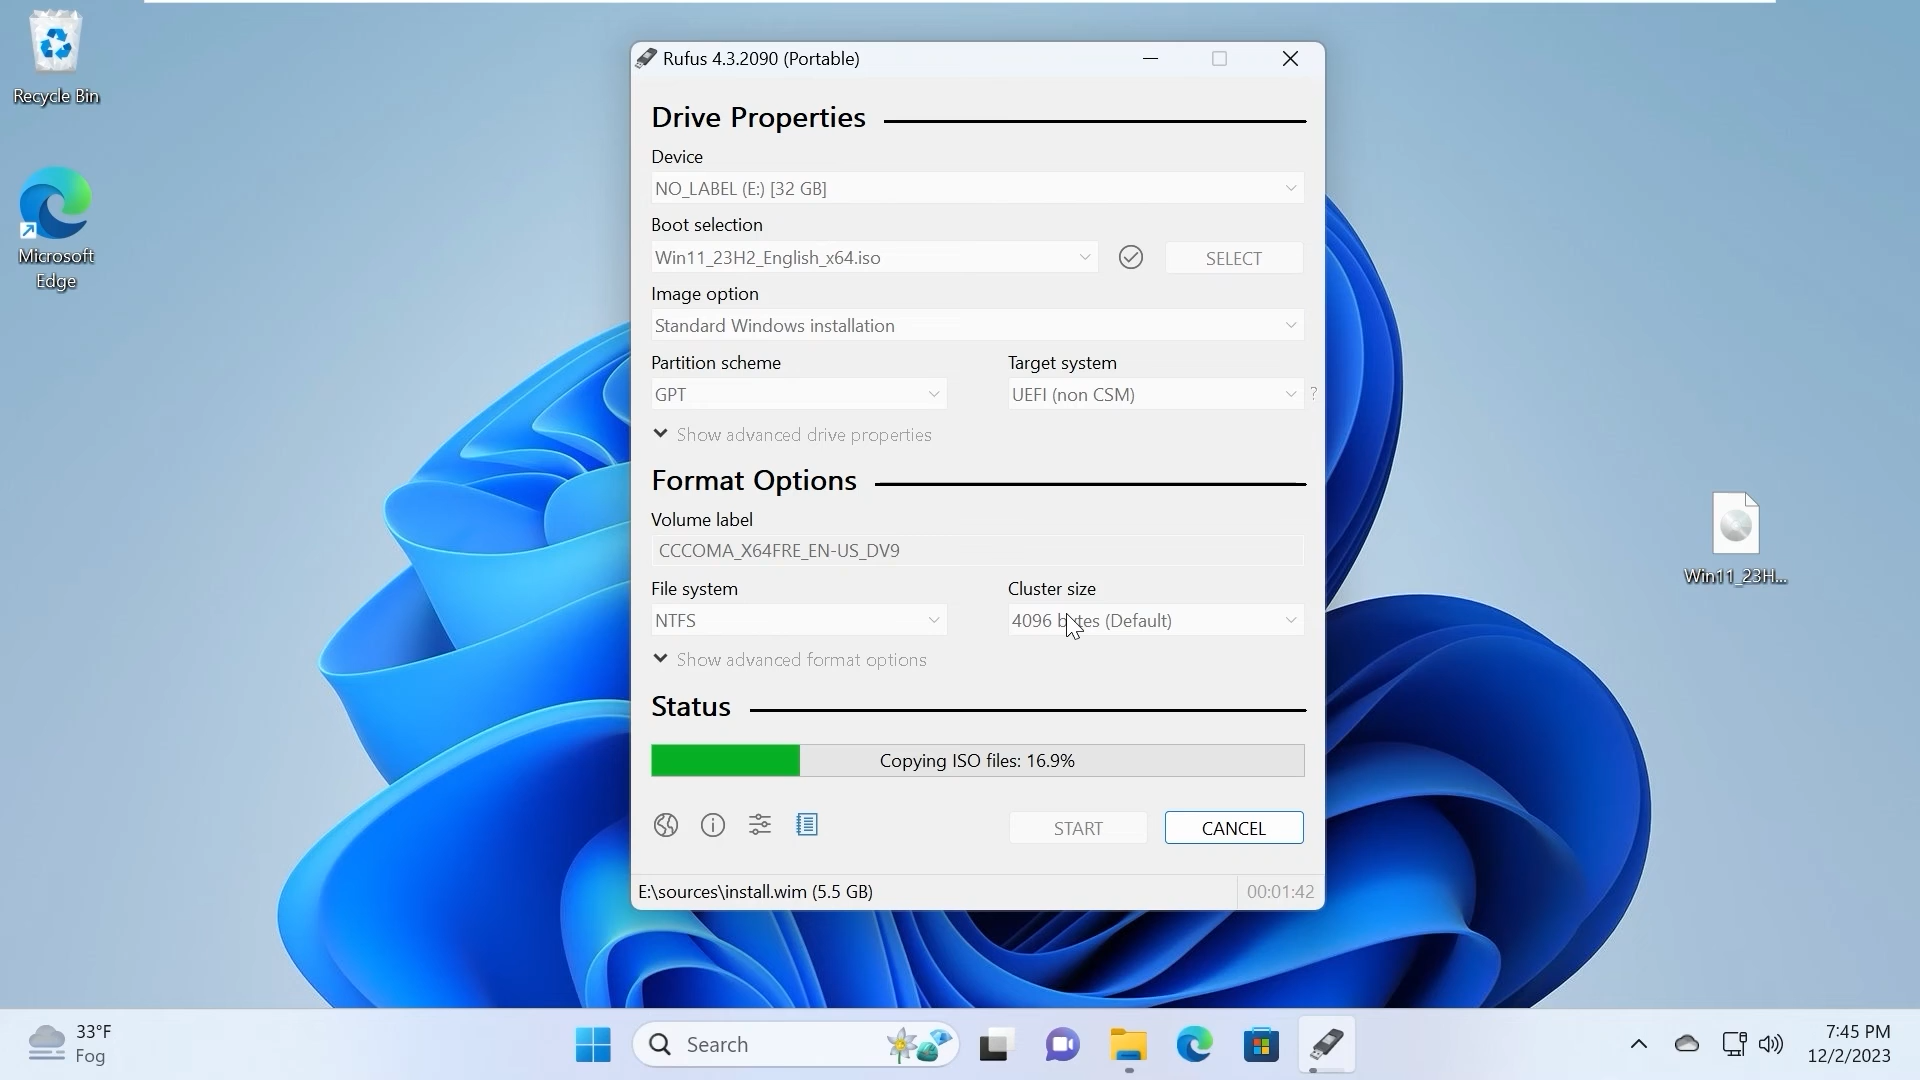 Recycle Bin
Microsoft
Edge
Rufus 4.3.2090 (Portable)
Drive Properties
Device
NO_LABEL (E:) [32 GB]
Boot selection
Win11_23H2_English_x64.iso
SELECT
Image option
Standard Windows installation
Partition scheme
Target system
GPT
UEFI (non CSM)
?
Show advanced drive properties
Format Options
Volume label
CCCOMA_X64FRE_EN-US_DV9
File system
Cluster size
NTFS
4096 bytes (Default)
Show advanced format options
Status
Copying ISO files: 16.9%
START
CANCEL
E:\sources\install.wim (5.5 GB)
00:01:42
Win11_23H...
33°F
Fog
Search
7:45 PM
12/2/2023